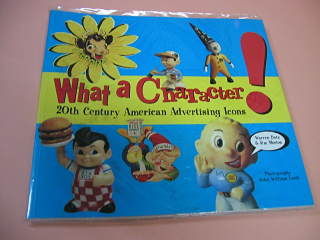 What a Character!
20th Century American Advertising Icons
Warren Dotz
& Jim Morton
Photography
John William Lund